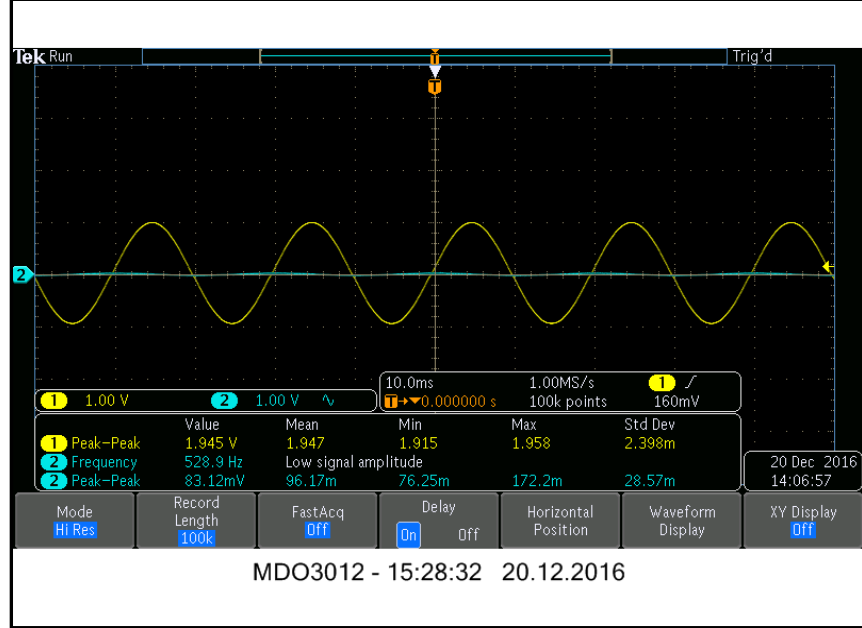 Tek Run Trig'd
T
T
2
10.0ms 1.00MS/s 1 /
1 1.00 V 2 1.00 V ∿ T→▼0.000000 s 100k points 160mV
Value Mean Min Max Std Dev
1 Peak–Peak 1.945 V 1.947 1.915 1.958 2.398m
2 Frequency 528.9 Hz Low signal amplitude
2 Peak–Peak 83.12mV 96.17m 76.25m 172.2m 28.57m
20 Dec 2016
14:06:57
Mode
Hi Res
Record
Length
100k
FastAcq
Off
Delay
On Off
Horizontal
Position
Waveform
Display
XY Display
Off
MDO3012 - 15:28:32 20.12.2016